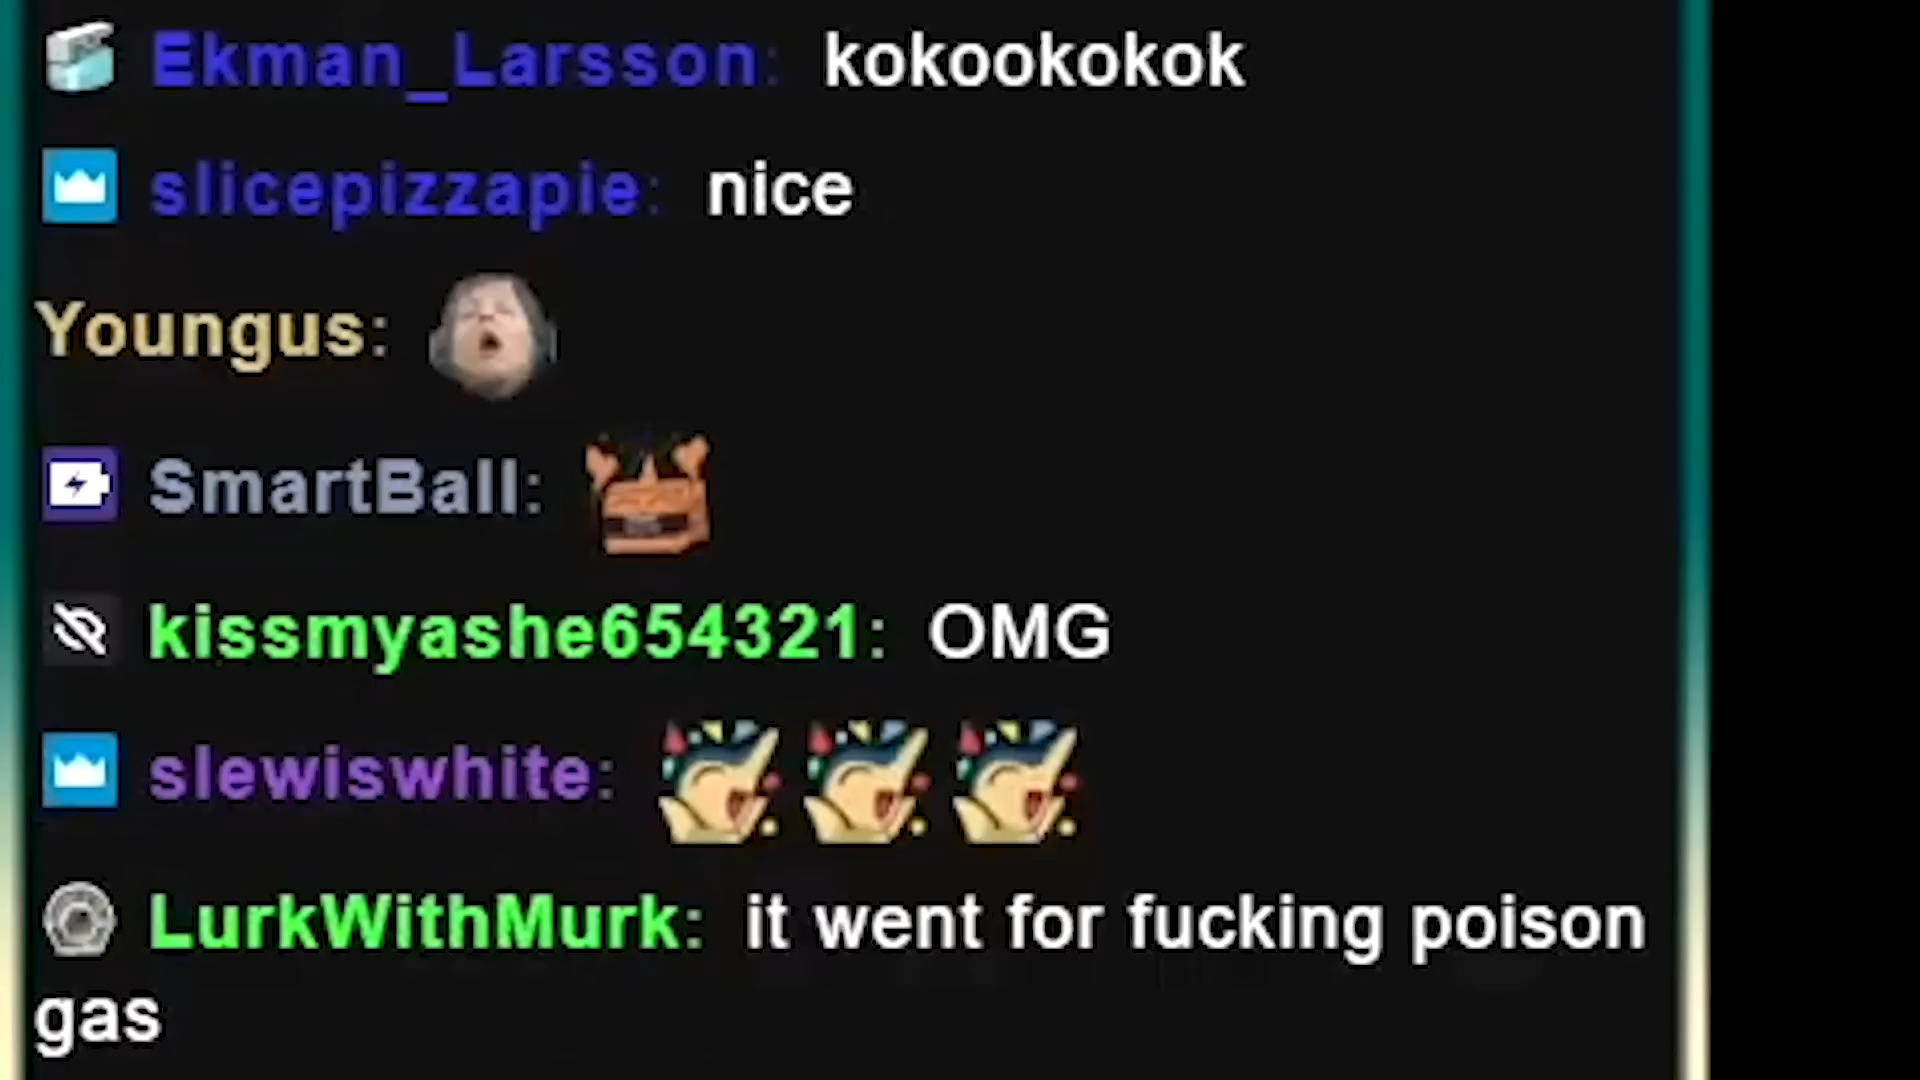 Ekman_Larsson: kokookokok
slicepizzapie: nice
Youngus:
SmartBall:
kissmyashe654321: OMG
slewiswhite:
LurkWithMurk: it went for fucking poison
gas